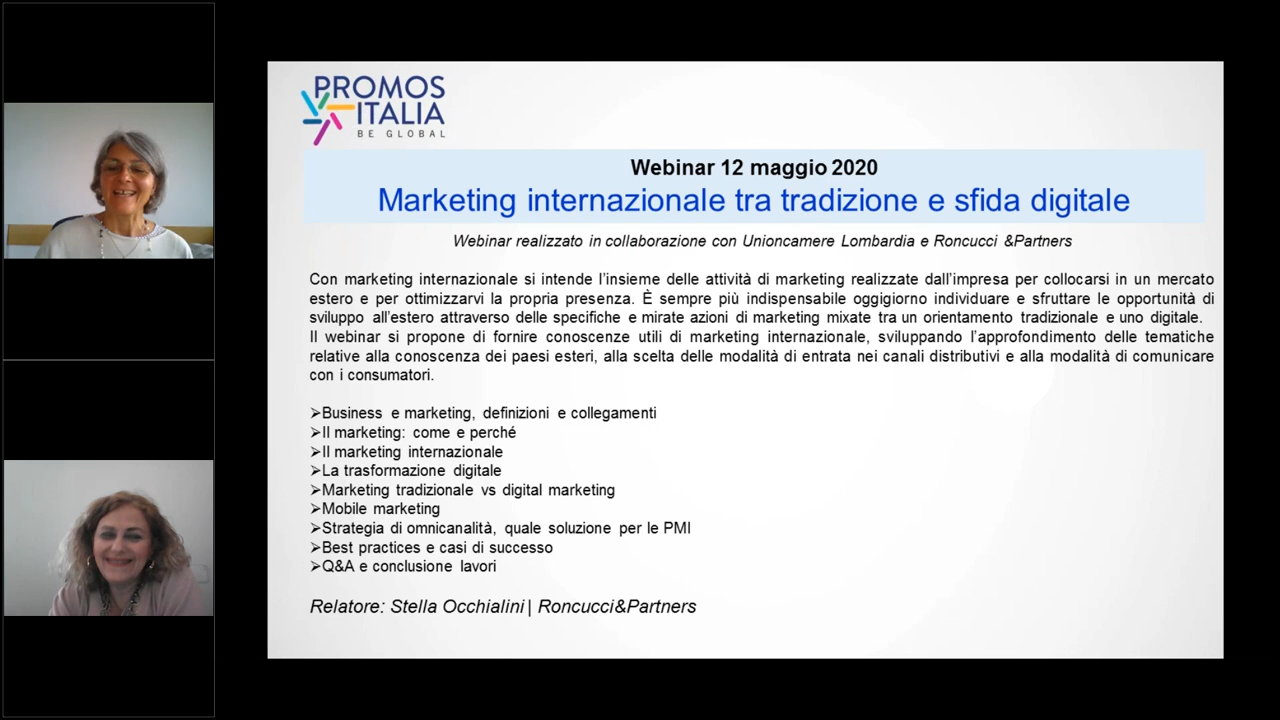 PROMOS
ITALIA
BE GLOBAL
Webinar 12 maggio 2020
Marketing internazionale tra tradizione e sfida digitale
Webinar realizzato in collaborazione con Unioncamere Lombardia e Roncucci &Partners
Con marketing internazionale si intende l’insieme delle attività di marketing realizzate dall’impresa per collocarsi in un mercato
estero e per ottimizzarvi la propria presenza. È sempre più indispensabile oggigiorno individuare e sfruttare le opportunità di
sviluppo all’estero attraverso delle specifiche e mirate azioni di marketing mixate tra un orientamento tradizionale e uno digitale.
Il webinar si propone di fornire conoscenze utili di marketing internazionale, sviluppando l’approfondimento delle tematiche
relative alla conoscenza dei paesi esteri, alla scelta delle modalità di entrata nei canali distributivi e alla modalità di comunicare
con i consumatori.
➢Business e marketing, definizioni e collegamenti
➢Il marketing: come e perché
➢Il marketing internazionale
➢La trasformazione digitale
➢Marketing tradizionale vs digital marketing
➢Mobile marketing
➢Strategia di omnicanalità, quale soluzione per le PMI
➢Best practices e casi di successo
➢Q&A e conclusione lavori
Relatore: Stella Occhialini| Roncucci&Partners